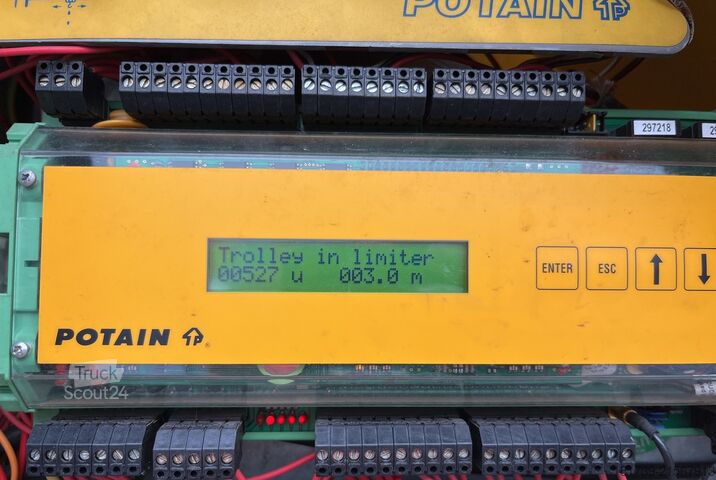 POTAIN
297218
Trolley in limiter
00527 u 003.0 m
ENTER
ESC
POTAIN
Truck
Scout24